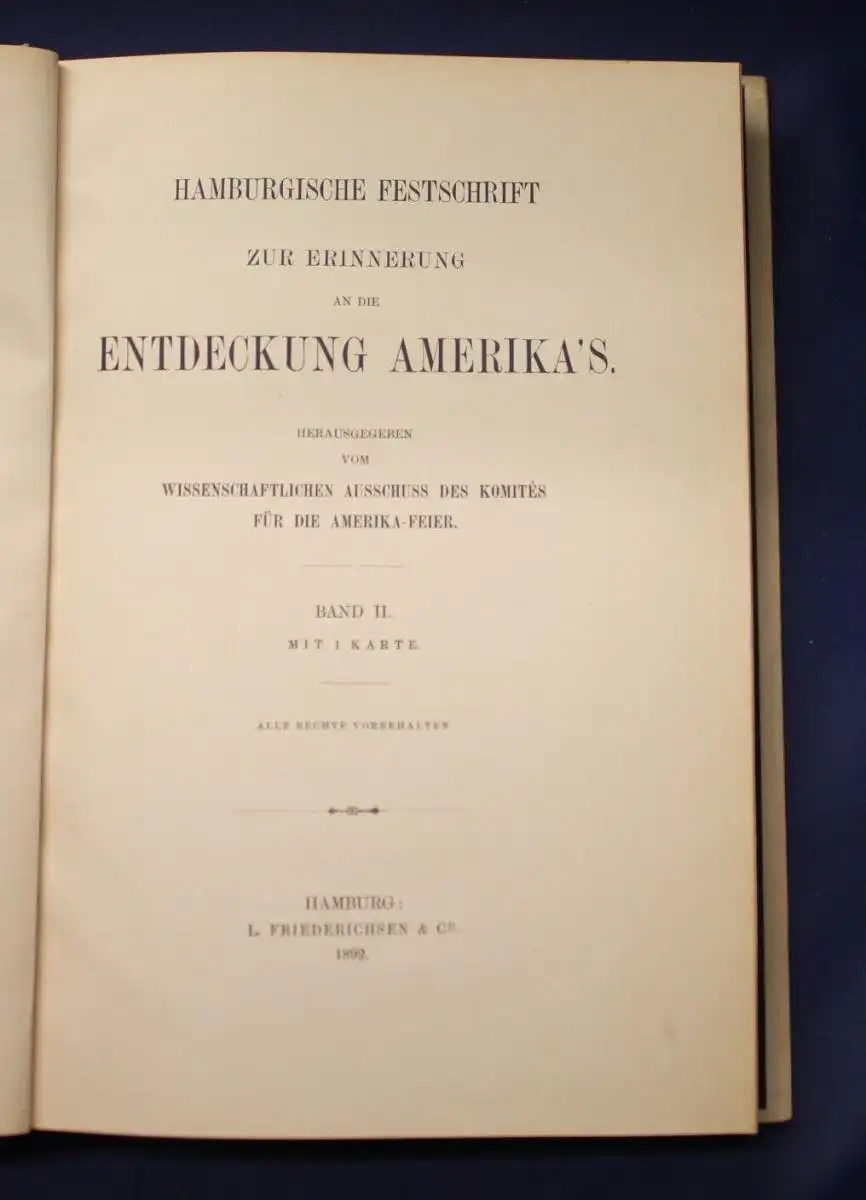 HAMBURGISCHE FESTSCHRIFT
ZUR ERINNERUNG
AN DIE
ENTDECKUNG AMERIKA'S.
HERAUSGEGEBEN
VOM
WISSENSCHAFTLICHEN AUSSCHUSS DES KOMITÉS
FÜR DIE AMERIKA-FEIER.
BAND II.
MIT 1 KARTE.
ALLE RECHTE VORBEHALTEN
HAMBURG:
L. FRIEDERICHSEN & Co.
1892.